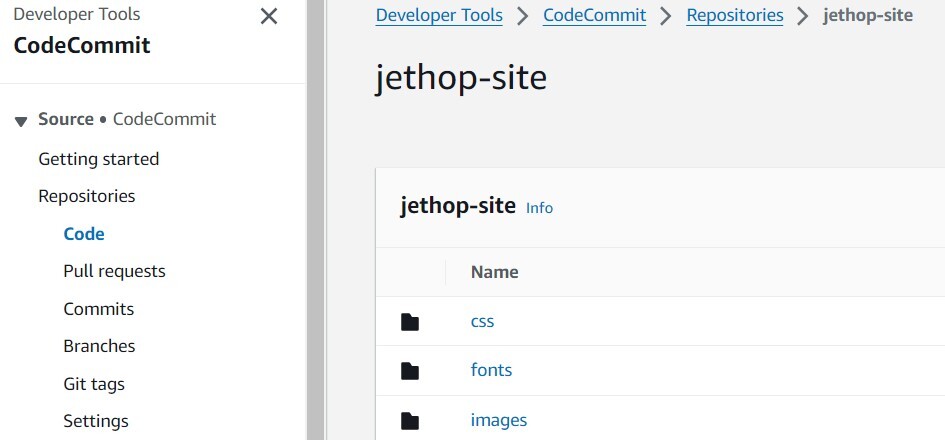 Developer Tools
CodeCommit
Source • CodeCommit
Getting started
Repositories
Code
Pull requests
Commits
Branches
Git tags
Settings
Developer Tools > CodeCommit > Repositories > jethop-site
jethop-site
jethop-site Info
Name
css
fonts
images